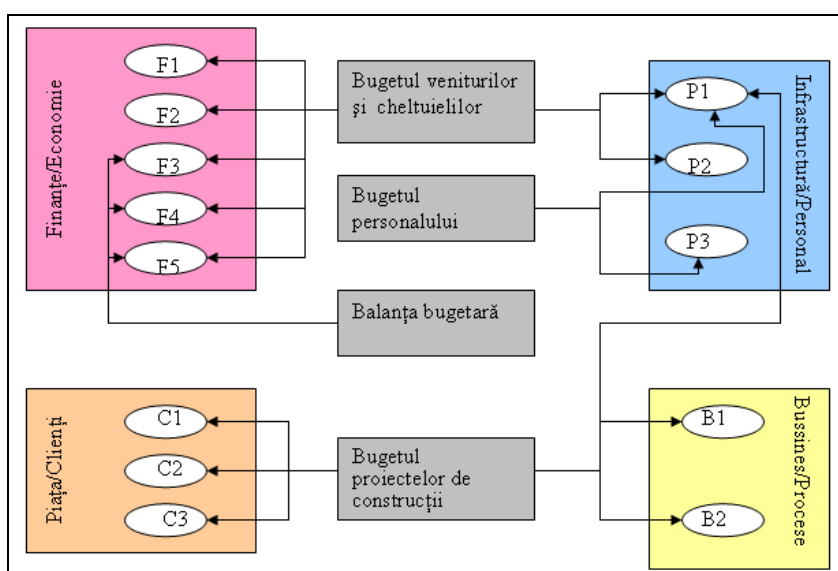 Finanțe/Economie
F1
F2
F3
F4
F5
Bugetul veniturilor
și cheltuielilor
Bugetul
personalului
Balanța bugetară
Infrastructură/Personal
P1
P2
P3
Piața/Clienți
C1
C2
C3
Bugetul
proiectelor de
construcții
Bussines/Procese
B1
B2